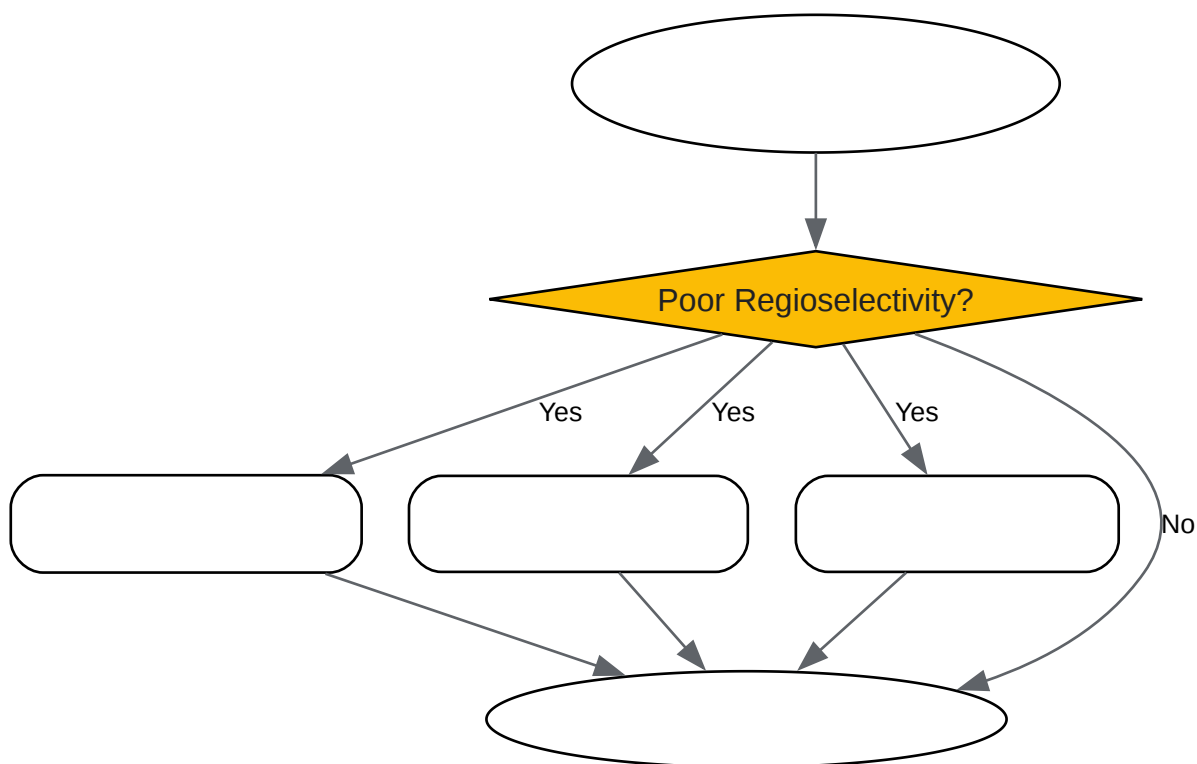 Poor Regioselectivity?
Yes
Yes
Yes
No